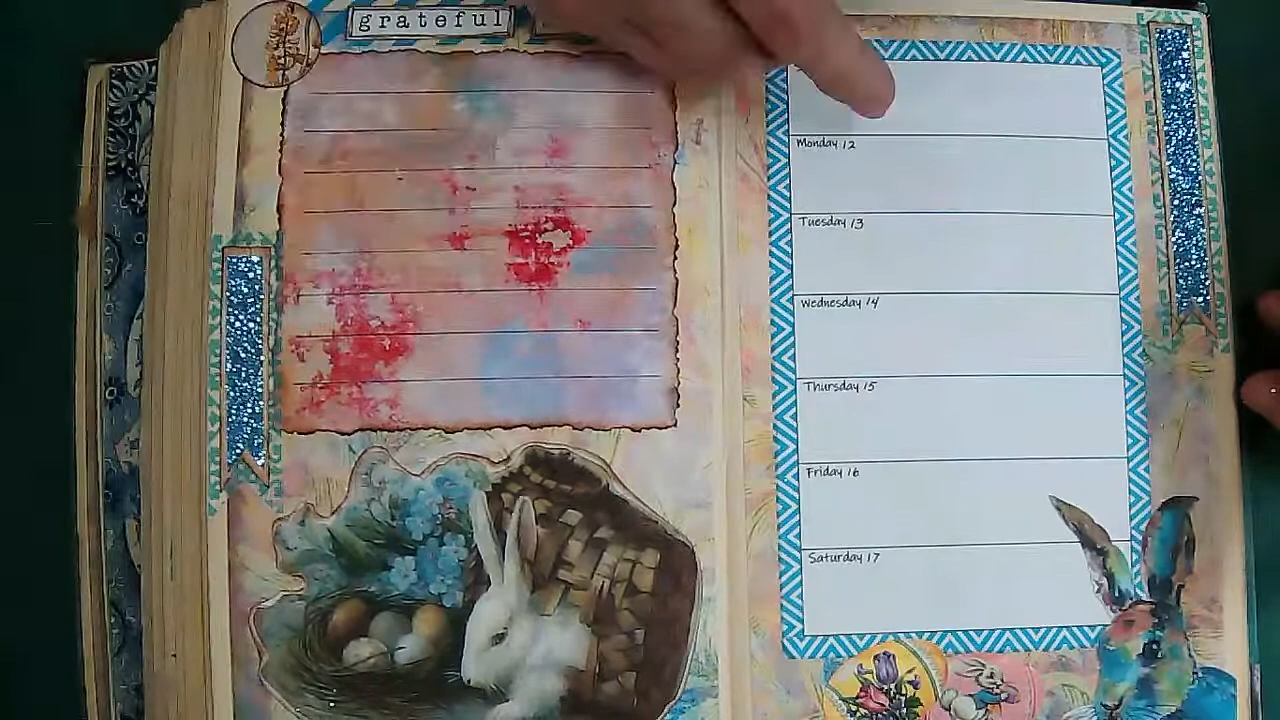 grateful
Monday 12
Tuesday 13
Wednesday 14
Thursday 15
Friday 16
Saturday 17